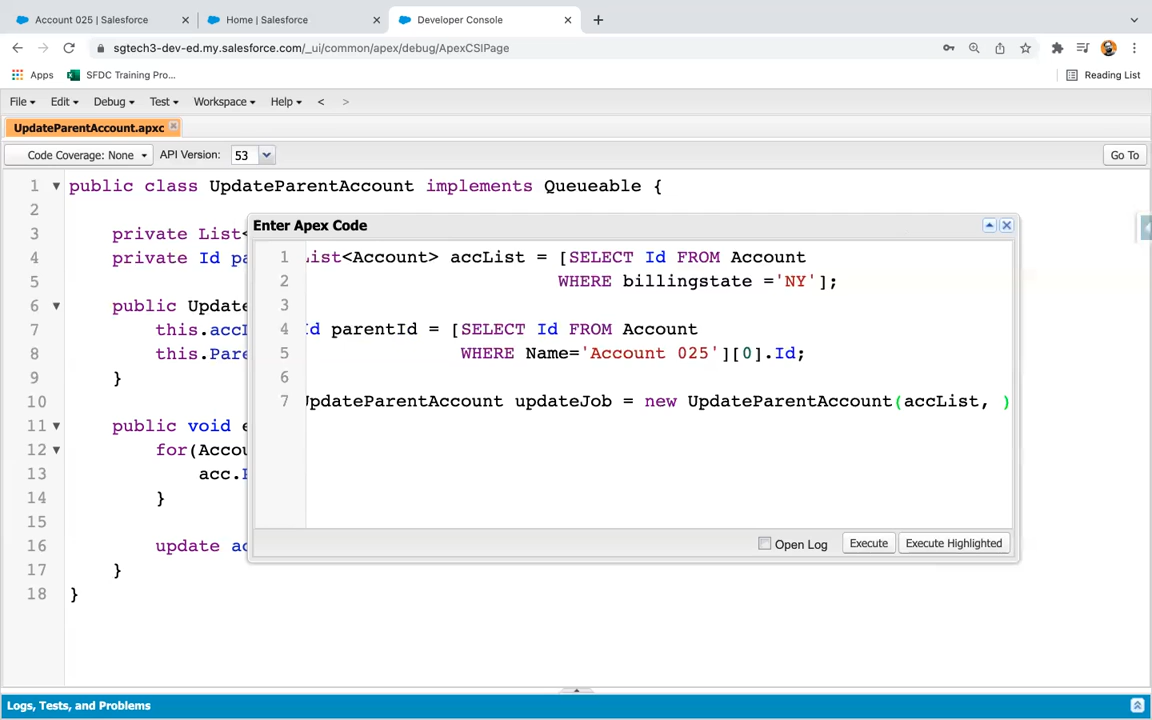 Account 025 | Salesforce
Home | Salesforce
Developer Console
sgtech3-dev-ed.my.salesforce.com/_ui/common/apex/debug/ApexCSIPage
Apps
SFDC Training Pro...
Reading List
File
Edit
Debug
Test
Workspace
Help
<
>
UpdateParentAccount.apxc
Code Coverage: None
API Version:
53
Go To
1 public class UpdateParentAccount implements Queueable {
2
3 private List<
4 private Id pa
5
6 public Update
7 this.accL
8 this.Pare
9 }
10
11 public void e
12 for(Accou
13 acc.P
14 }
15
16 update ac
17 }
18 }
Enter Apex Code
1 List<Account> accList = [SELECT Id FROM Account
2 WHERE billingstate ='NY'];
3
4 Id parentId = [SELECT Id FROM Account
5 WHERE Name='Account 025'][0].Id;
6
7 UpdateParentAccount updateJob = new UpdateParentAccount(accList, )
Open Log
Execute
Execute Highlighted
Logs, Tests, and Problems